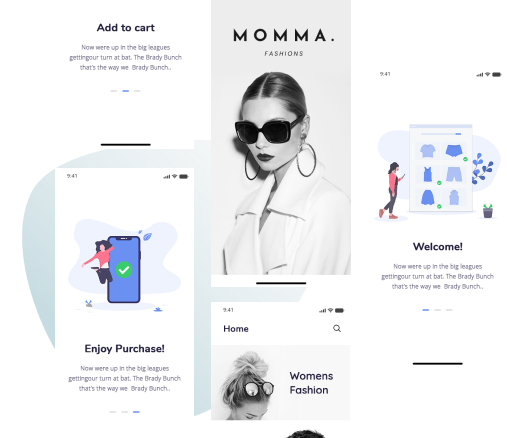 Add to cart
Now were up in the big leagues
gettingour turn at bat. The Brady Bunch
that's the way we Brady Bunch..
9:41
Enjoy Purchase!
Now were up in the big leagues
gettingour turn at bat. The Brady Bunch
that's the way we Brady Bunch..
MOMMA.
FASHIONS
9:41
Home
Womens
Fashion
9:41
Welcome!
Now were up in the big leagues
gettingour turn at bat. The Brady Bunch
that's the way we Brady Bunch..